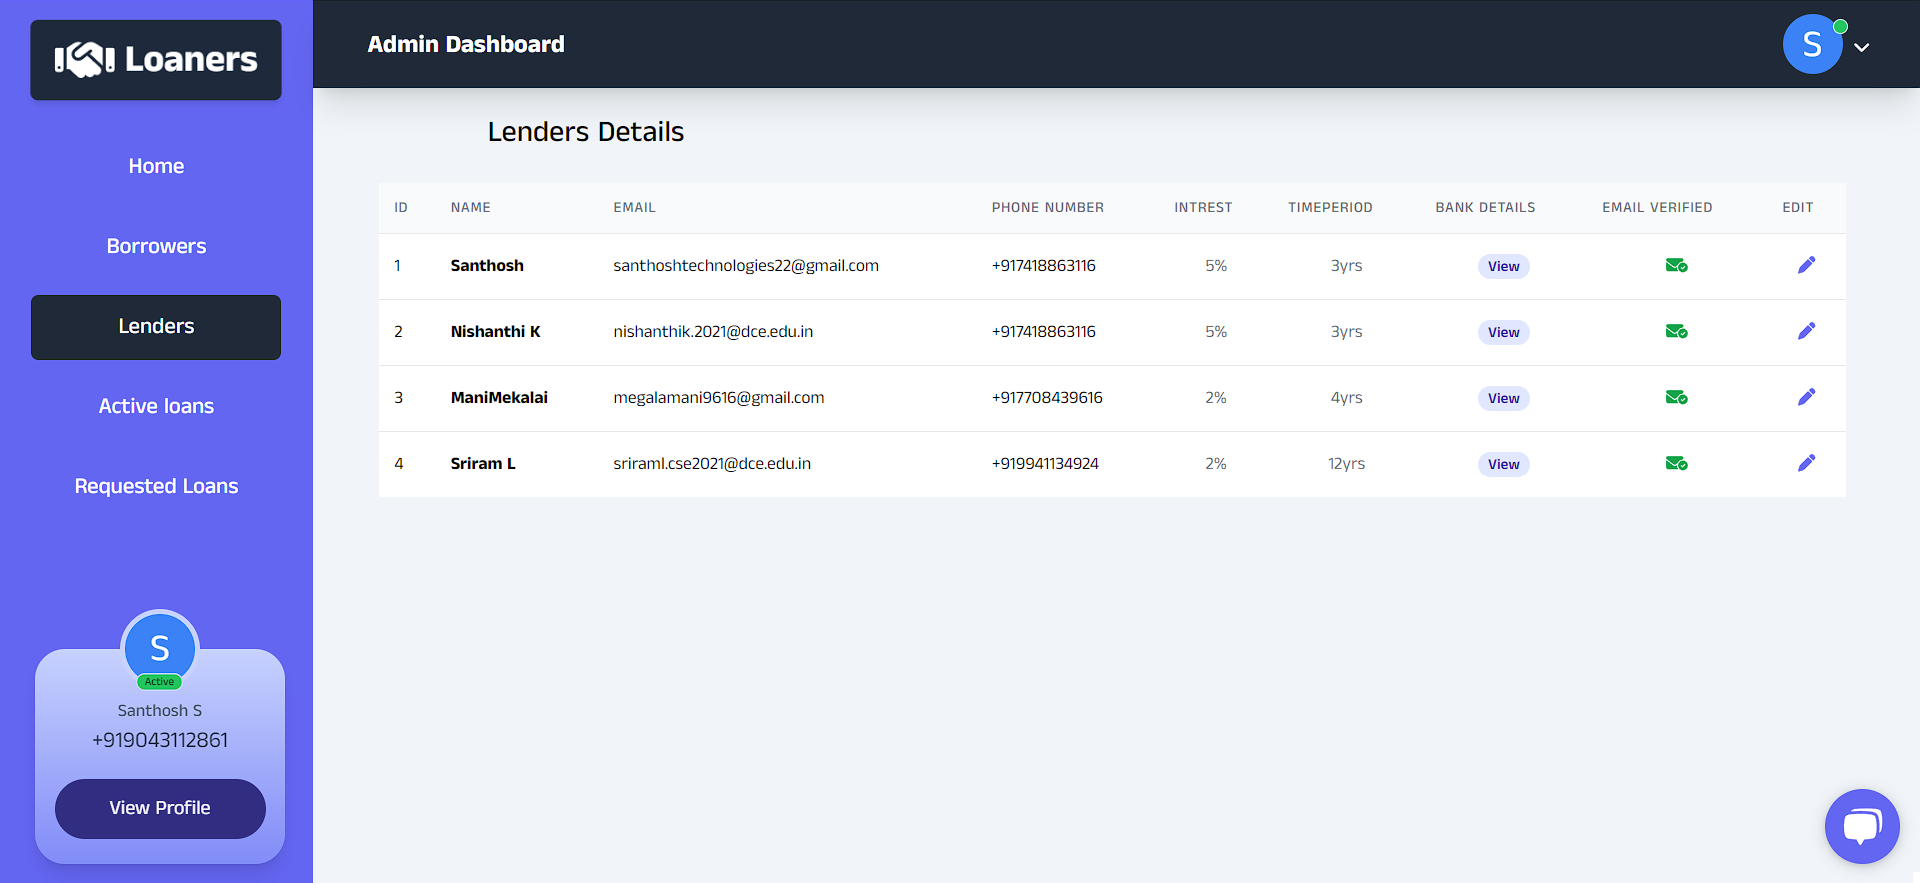 Loaners
Home
Borrowers
Lenders
Active loans
Requested Loans
S
Active
Santhosh S
+919043112861
View Profile
Admin Dashboard
S
Lenders Details
ID NAME EMAIL PHONE NUMBER INTREST TIMEPERIOD BANK DETAILS EMAIL VERIFIED EDIT
1 Santhosh santhoshtechnologies22@gmail.com +917418863116 5% 3yrs View
2 Nishanthi K nishanthik.2021@dce.edu.in +917418863116 5% 3yrs View
3 ManiMekalai megalamani9616@gmail.com +917708439616 2% 4yrs View
4 Sriram L sriraml.cse2021@dce.edu.in +919941134924 2% 12yrs View